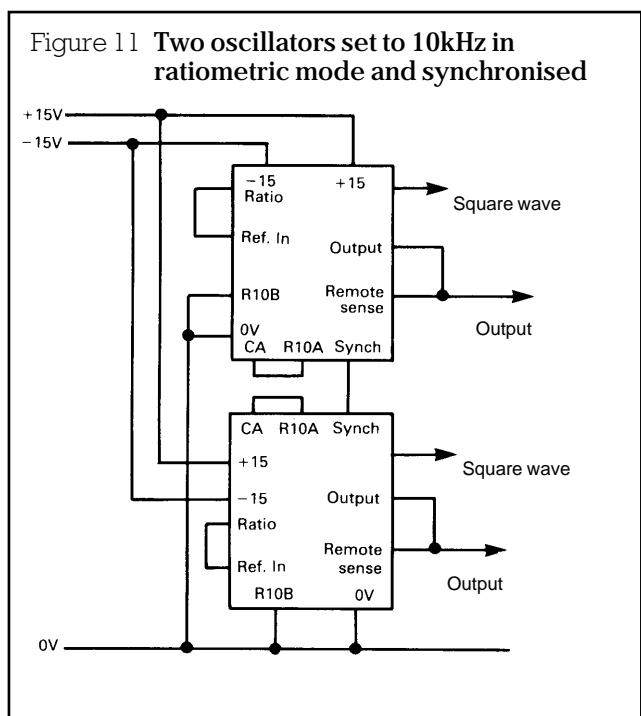 Figure 11 Two oscillators set to 10kHz in
ratiometric mode and synchronised
+15V
−15V
−15 +15
Ratio
Square wave
Ref. In
Output
R10B
Remote
sense
0V
Output
CA R10A Synch
CA R10A Synch
+15
Square wave
−15
Output
Ratio
Remote
sense
Ref. In
Output
R10B 0V
0V